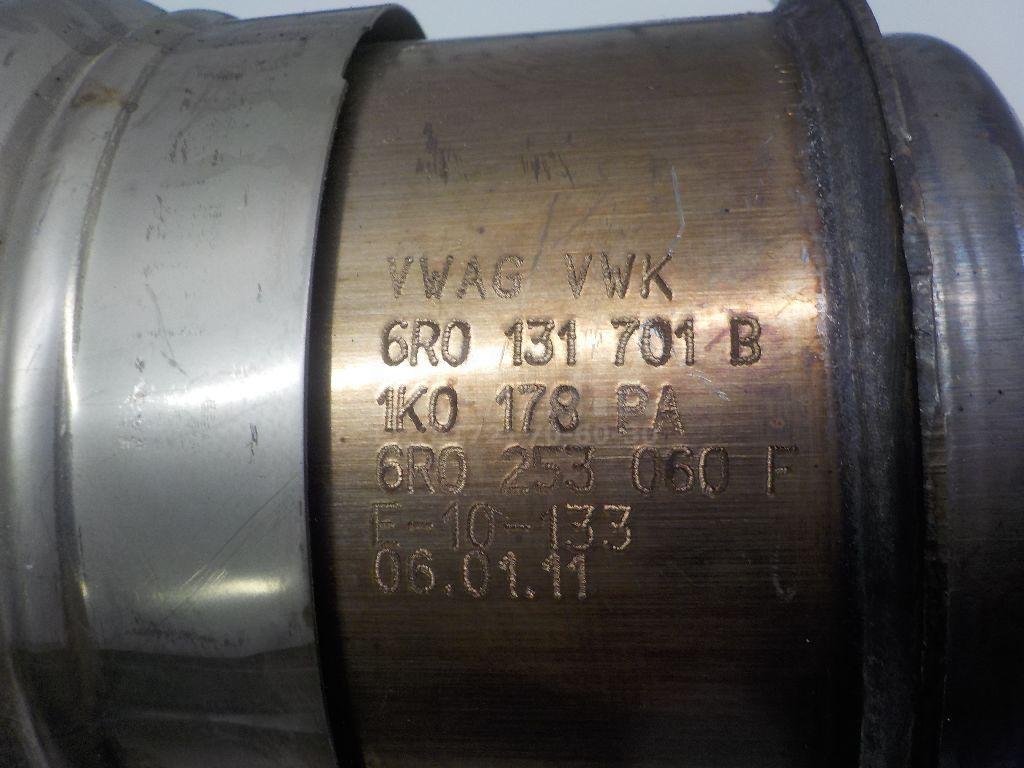 VWAG VWK
6R0 131 701 B
1K0 178 PA
6R0 253 060 F
E-10-133
06.01.11